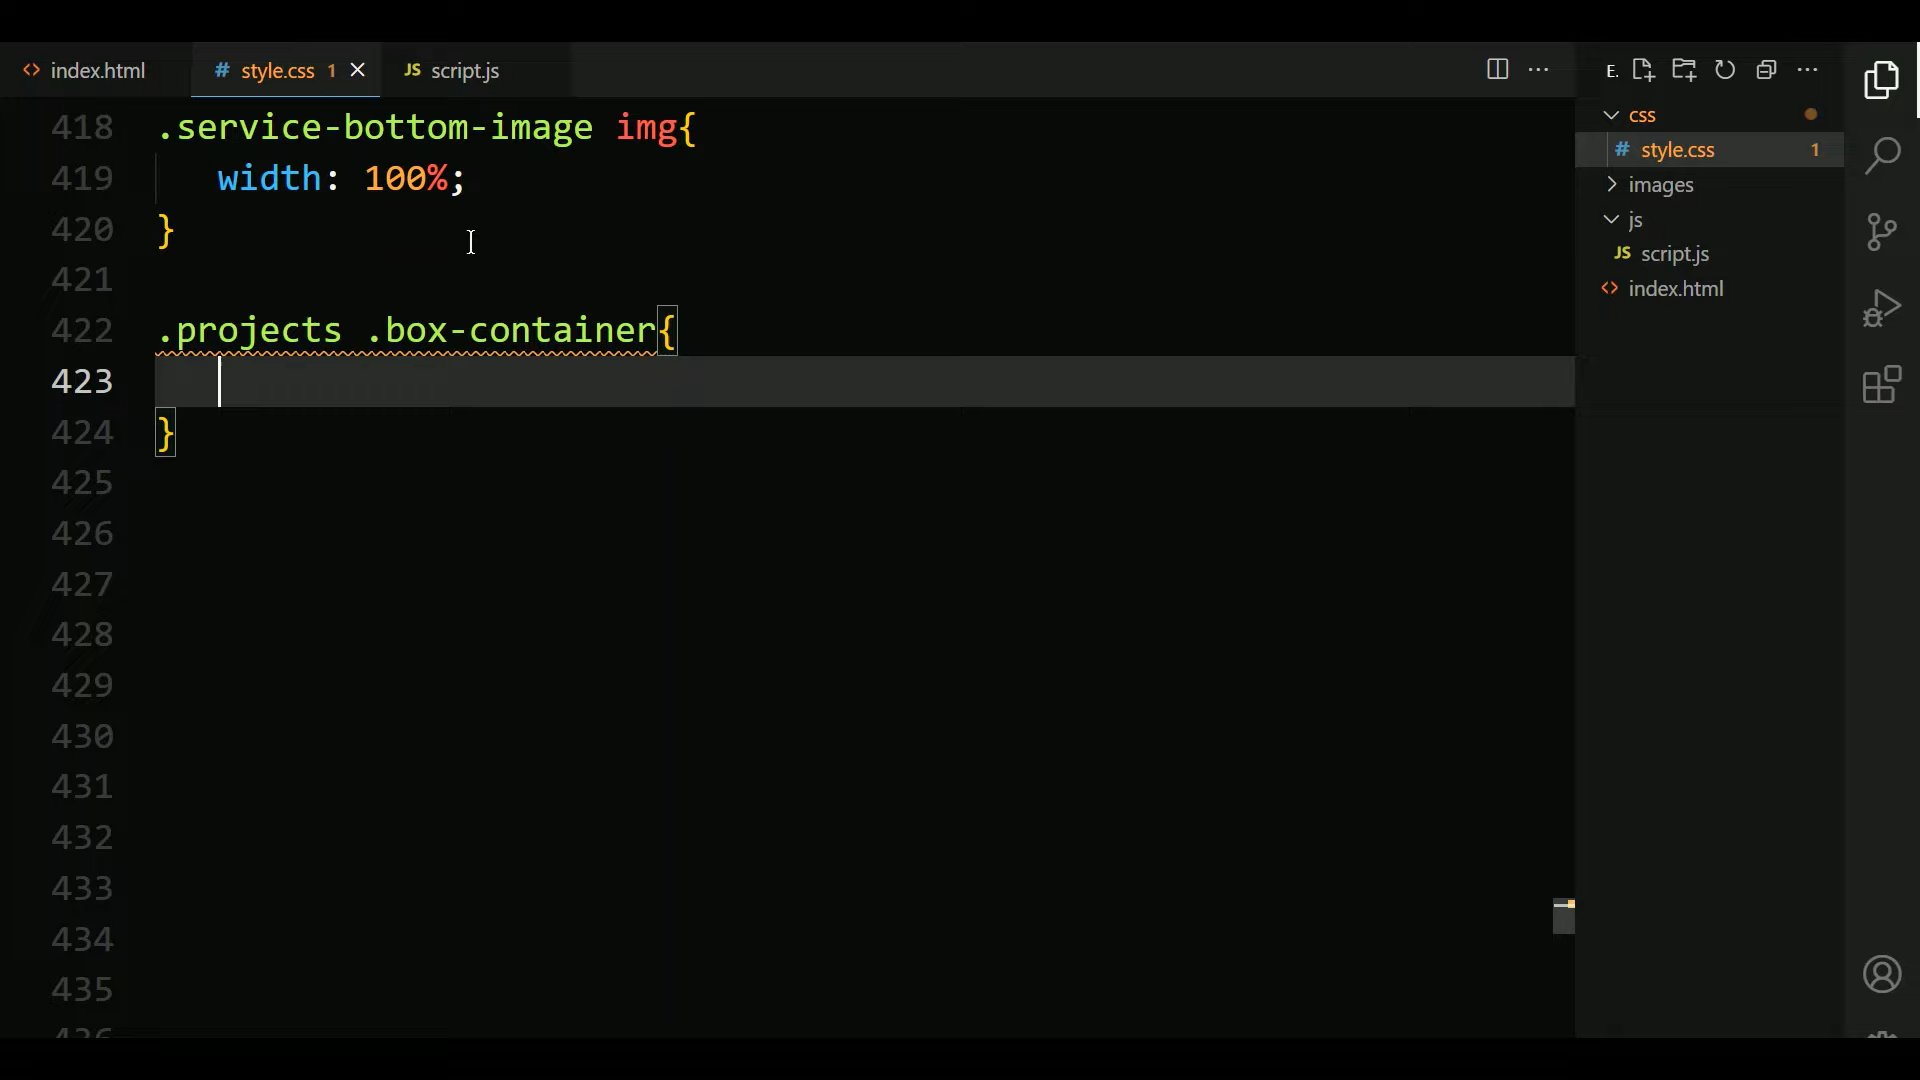 index.html
style.css 1
JS script.js
E.
418 .service-bottom-image img{
419 width: 100%;
420 }
421
422 .projects .box-container{
423
424 }
425
426
427
428
429
430
431
432
433
434
435
436
css
# style.css 1
images
js
JS script.js
index.html